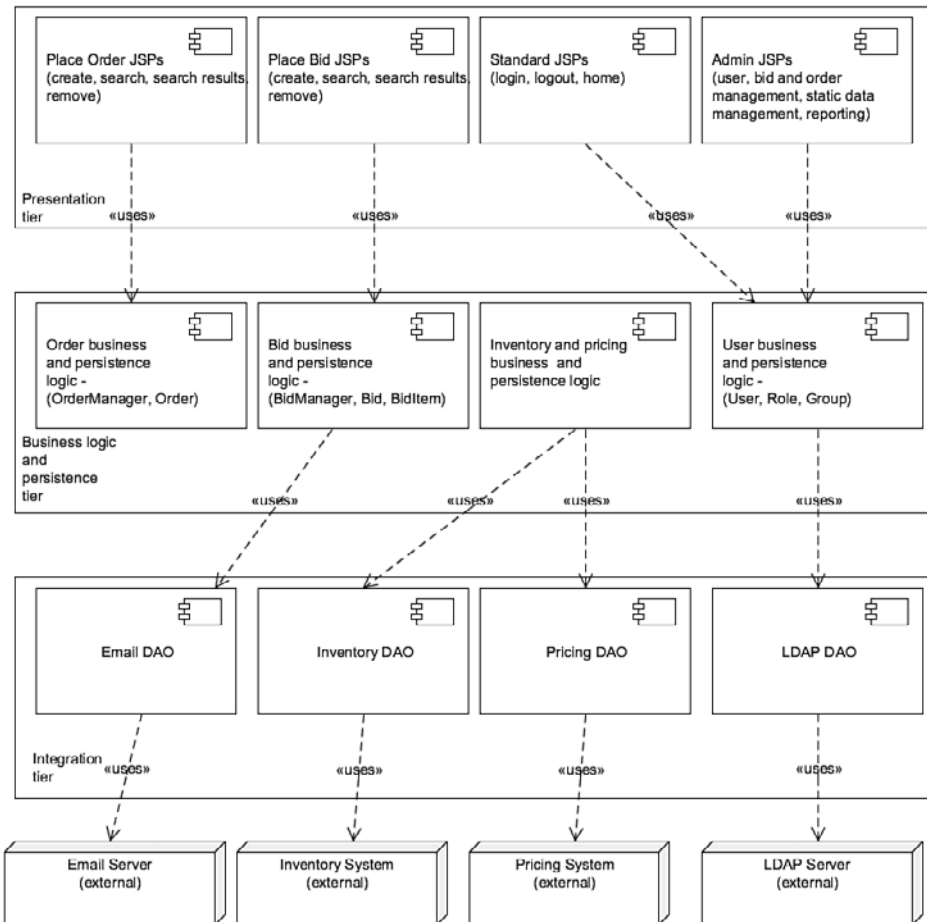 Place Order JSPs
(create, search, search results,
remove)
Place Bid JSPs
(create, search, search results,
remove)
Standard JSPs
(login, logout, home)
Admin JSPs
(user, bid and order
management, static data
management, reporting)
Presentation
tier
«uses»
«uses»
«uses»
«uses»
Order business
and persistence
logic -
(OrderManager, Order)
Bid business
and persistence
logic -
(BidManager, Bid, BidItem)
Inventory and pricing
business and
persistence logic
User business
and persistence
logic -
(User, Role, Group)
Business logic
and
persistence
tier
«uses»
«uses»
«uses»
«uses»
Email DAO
Inventory DAO
Pricing DAO
LDAP DAO
Integration
tier
«uses»
«uses»
«uses»
«uses»
Email Server
(external)
Inventory System
(external)
Pricing System
(external)
LDAP Server
(external)